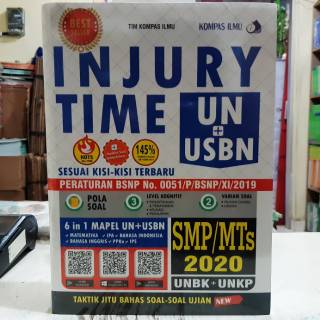 BEST SELLER
TIM KOMPAS ILMU
KOMPAS ILMU
INJURY
TIME
UN
+
USBN
HOTS
145%
SESUAI KISI-KISI TERBARU
PERATURAN BSNP No. 0051/P/BSNP/XI/2019
POLA SOAL
3
LEVEL KOGNITIF
2
VARIAN SOAL
6 in 1 MAPEL UN+USBN
MATEMATIKA IPA BAHASA INDONESIA
BAHASA INGGRIS PPKn IPS
SMP/MTs
2020
UNBK + UNKP
TAKTIK JITU BAHAS SOAL-SOAL UJIAN NEW